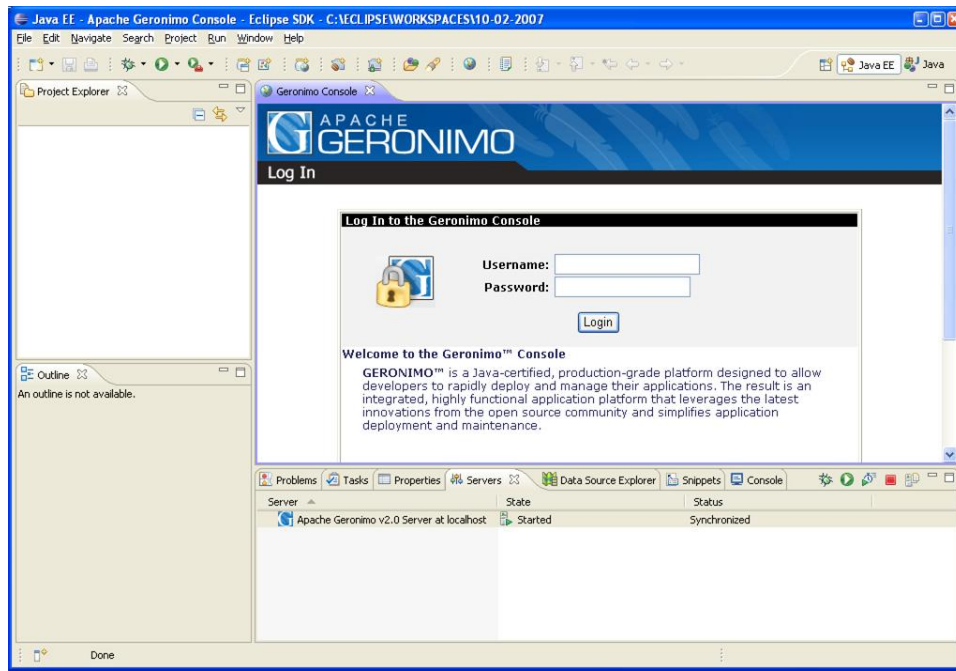 Java EE - Apache Geronimo Console - Eclipse SDK - C:\ECLIPSE\WORKSPACES\10-02-2007
File Edit Navigate Search Project Run Window Help
Java EE Java
Project Explorer
Geronimo Console
APACHE
GERONIMO
Log In
Log In to the Geronimo Console
Username:
Password:
Login
Welcome to the Geronimo™ Console
GERONIMO™ is a Java-certified, production-grade platform designed to allow
developers to rapidly deploy and manage their applications. The result is an
integrated, highly functional application platform that leverages the latest
innovations from the open source community and simplifies application
deployment and maintenance.
Outline
An outline is not available.
Problems Tasks Properties Servers Data Source Explorer Snippets Console
Server State Status
Apache Geronimo v2.0 Server at localhost Started Synchronized
Done